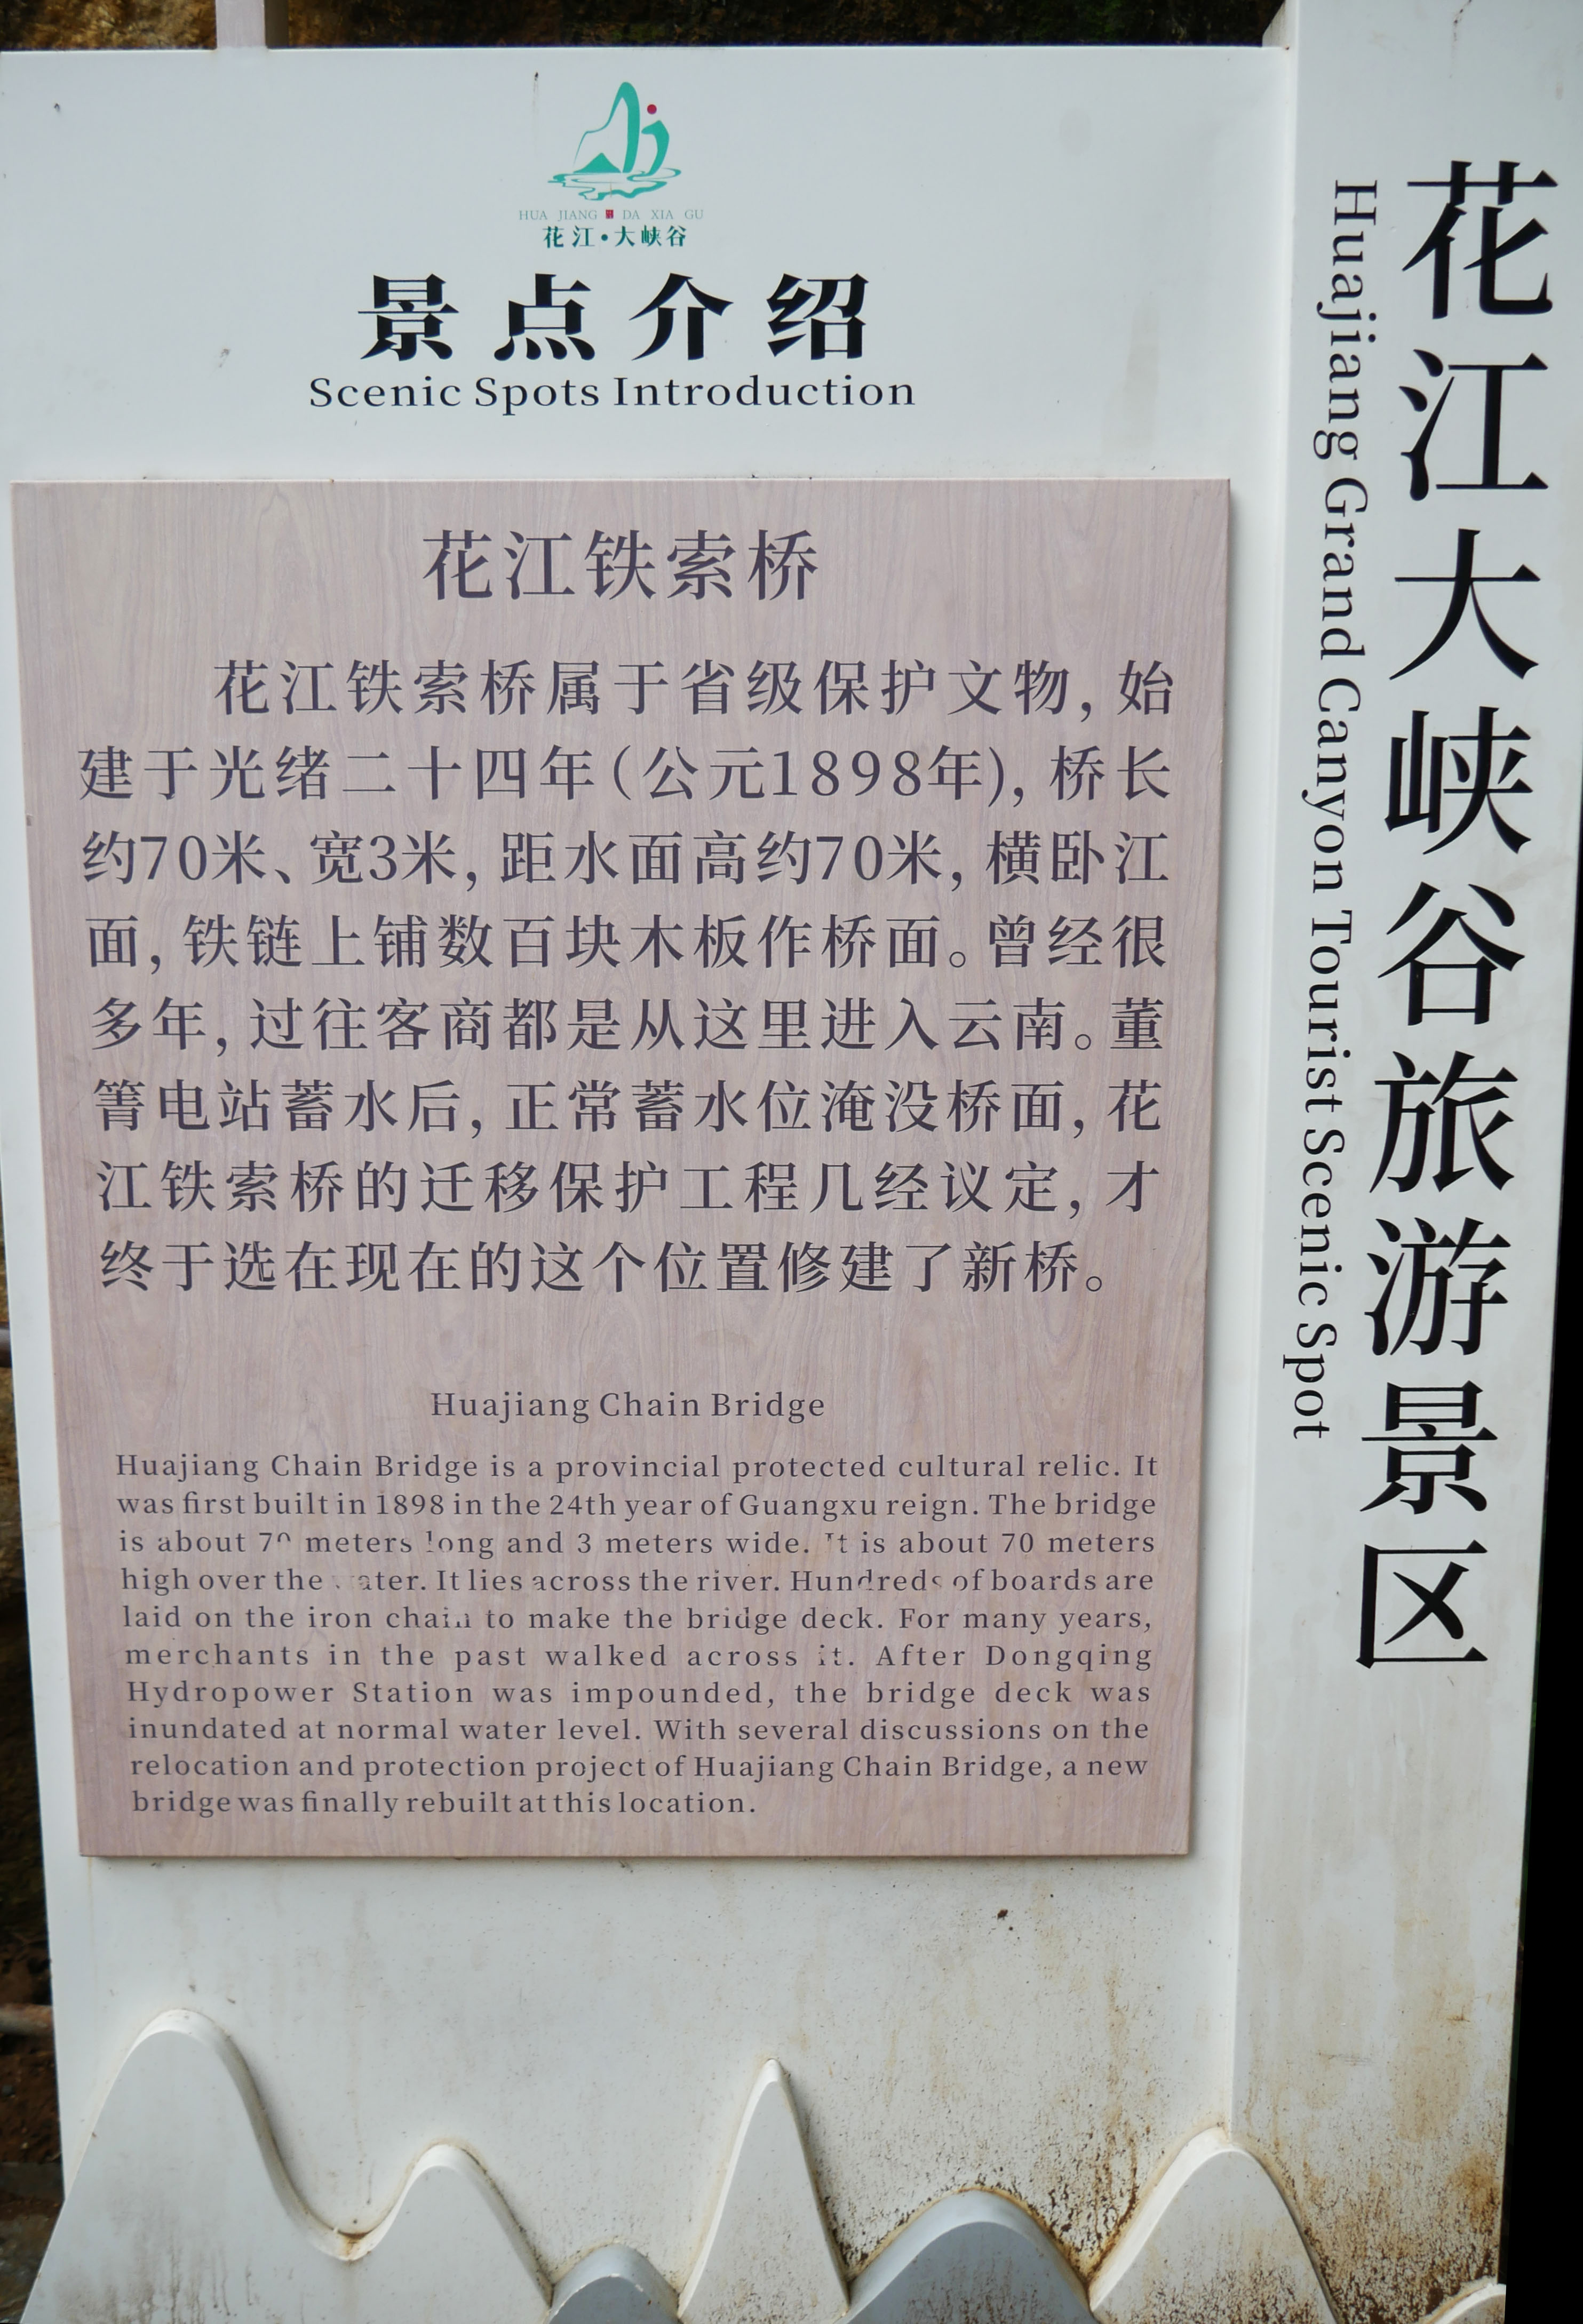 HUA JIANG DA XIA GU
花江·大峡谷
景点介绍
Scenic Spots Introduction
花江铁索桥
花江铁索桥属于省级保护文物,始
建于光绪二十四年(公元1898年),桥长
约70米、宽3米,距水面高约70米,横卧江
面,铁链上铺数百块木板作桥面。曾经很
多年,过往客商都是从这里进入云南。董
箐电站蓄水后,正常蓄水位淹没桥面,花
江铁索桥的迁移保护工程几经议定,才
终于选在现在的这个位置修建了新桥。
Huajiang Chain Bridge
Huajiang Chain Bridge is a provincial protected cultural relic. It
was first built in 1898 in the 24th year of Guangxu reign. The bridge
is about 70 meters long and 3 meters wide. It is about 70 meters
high over the water. It lies across the river. Hundreds of boards are
laid on the iron chain to make the bridge deck. For many years,
merchants in the past walked across it. After Dongqing
Hydropower Station was impounded, the bridge deck was
inundated at normal water level. With several discussions on the
relocation and protection project of Huajiang Chain Bridge, a new
bridge was finally rebuilt at this location.
花江大峡谷旅游景区
Huajiang Grand Canyon Tourist Scenic Spot